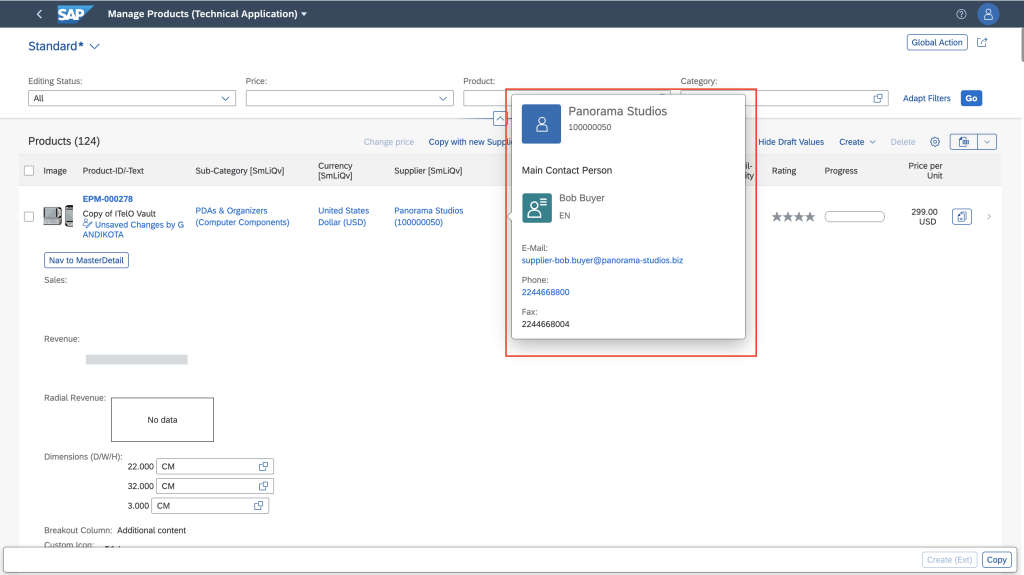 SAP Manage Products (Technical Application)
Standard*
Global Action
Editing Status: Price: Product: Category:
All
Adapt Filters Go
Products (124)
Change price Copy with new Suppli Hide Draft Values Create Delete
Image Product-ID/-Text Sub-Category [SmLiQv] Currency [SmLiQv] Supplier [SmLiQv] Rating Progress Price per Unit
EPM-000278
Copy of ITelO Vault
Unsaved Changes by G
ANDIKOTA
PDAs & Organizers
(Computer Components)
United States
Dollar (USD)
Panorama Studios
(100000050)
299.00
USD
Panorama Studios
100000050
Main Contact Person
Bob Buyer
EN
E-Mail:
supplier-bob.buyer@panorama-studios.biz
Phone:
2244668800
Fax:
2244668004
Nav to MasterDetail
Sales:
Revenue:
Radial Revenue:
No data
Dimensions (D/W/H):
22.000 CM
32.000 CM
3.000 CM
Breakout Column: Additional content
Custom Icon:
Create (Ext) Copy